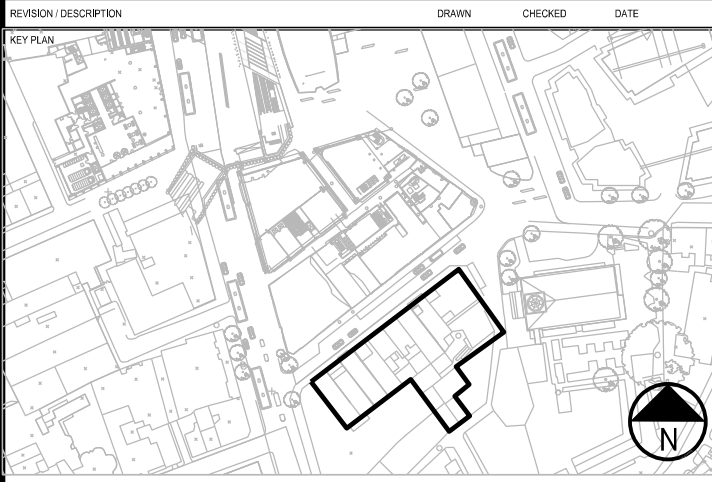 REVISION / DESCRIPTION DRAWN CHECKED DATE
KEY PLAN
N